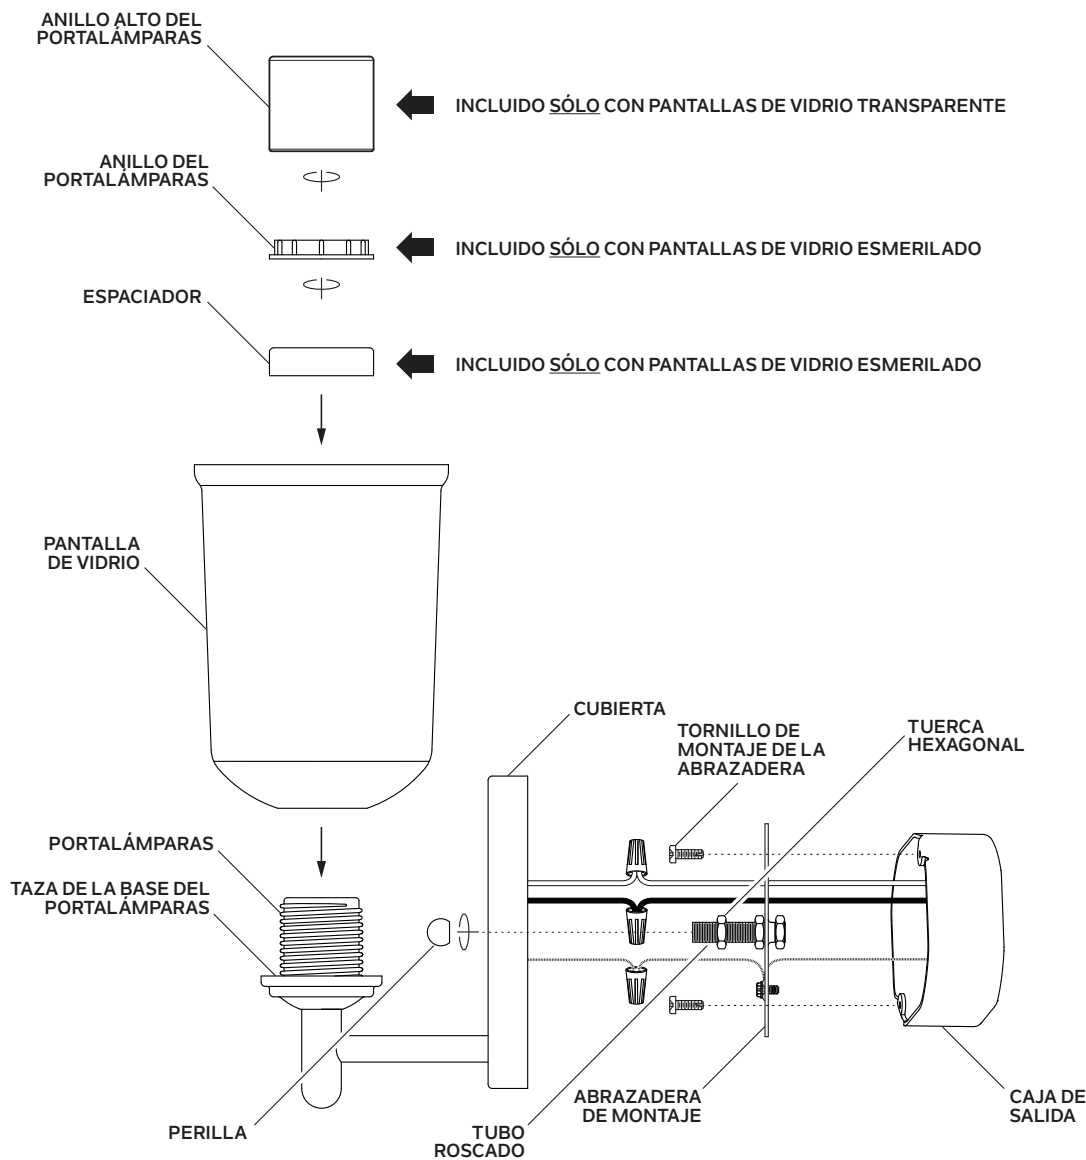 ANILLO ALTO DEL
PORTALÁMPARAS
INCLUIDO SÓLO CON PANTALLAS DE VIDRIO TRANSPARENTE
ANILLO DEL
PORTALÁMPARAS
INCLUIDO SÓLO CON PANTALLAS DE VIDRIO ESMERILADO
ESPACIADOR
INCLUIDO SÓLO CON PANTALLAS DE VIDRIO ESMERILADO
PANTALLA
DE VIDRIO
CUBIERTA
TORNILLO DE
MONTAJE DE LA
ABRAZADERA
TUERCA
HEXAGONAL
PORTALÁMPARAS
TAZA DE LA BASE DEL
PORTALÁMPARAS
PERILLA
TUBO
ROSCADO
ABRAZADERA
DE MONTAJE
CAJA DE
SALIDA